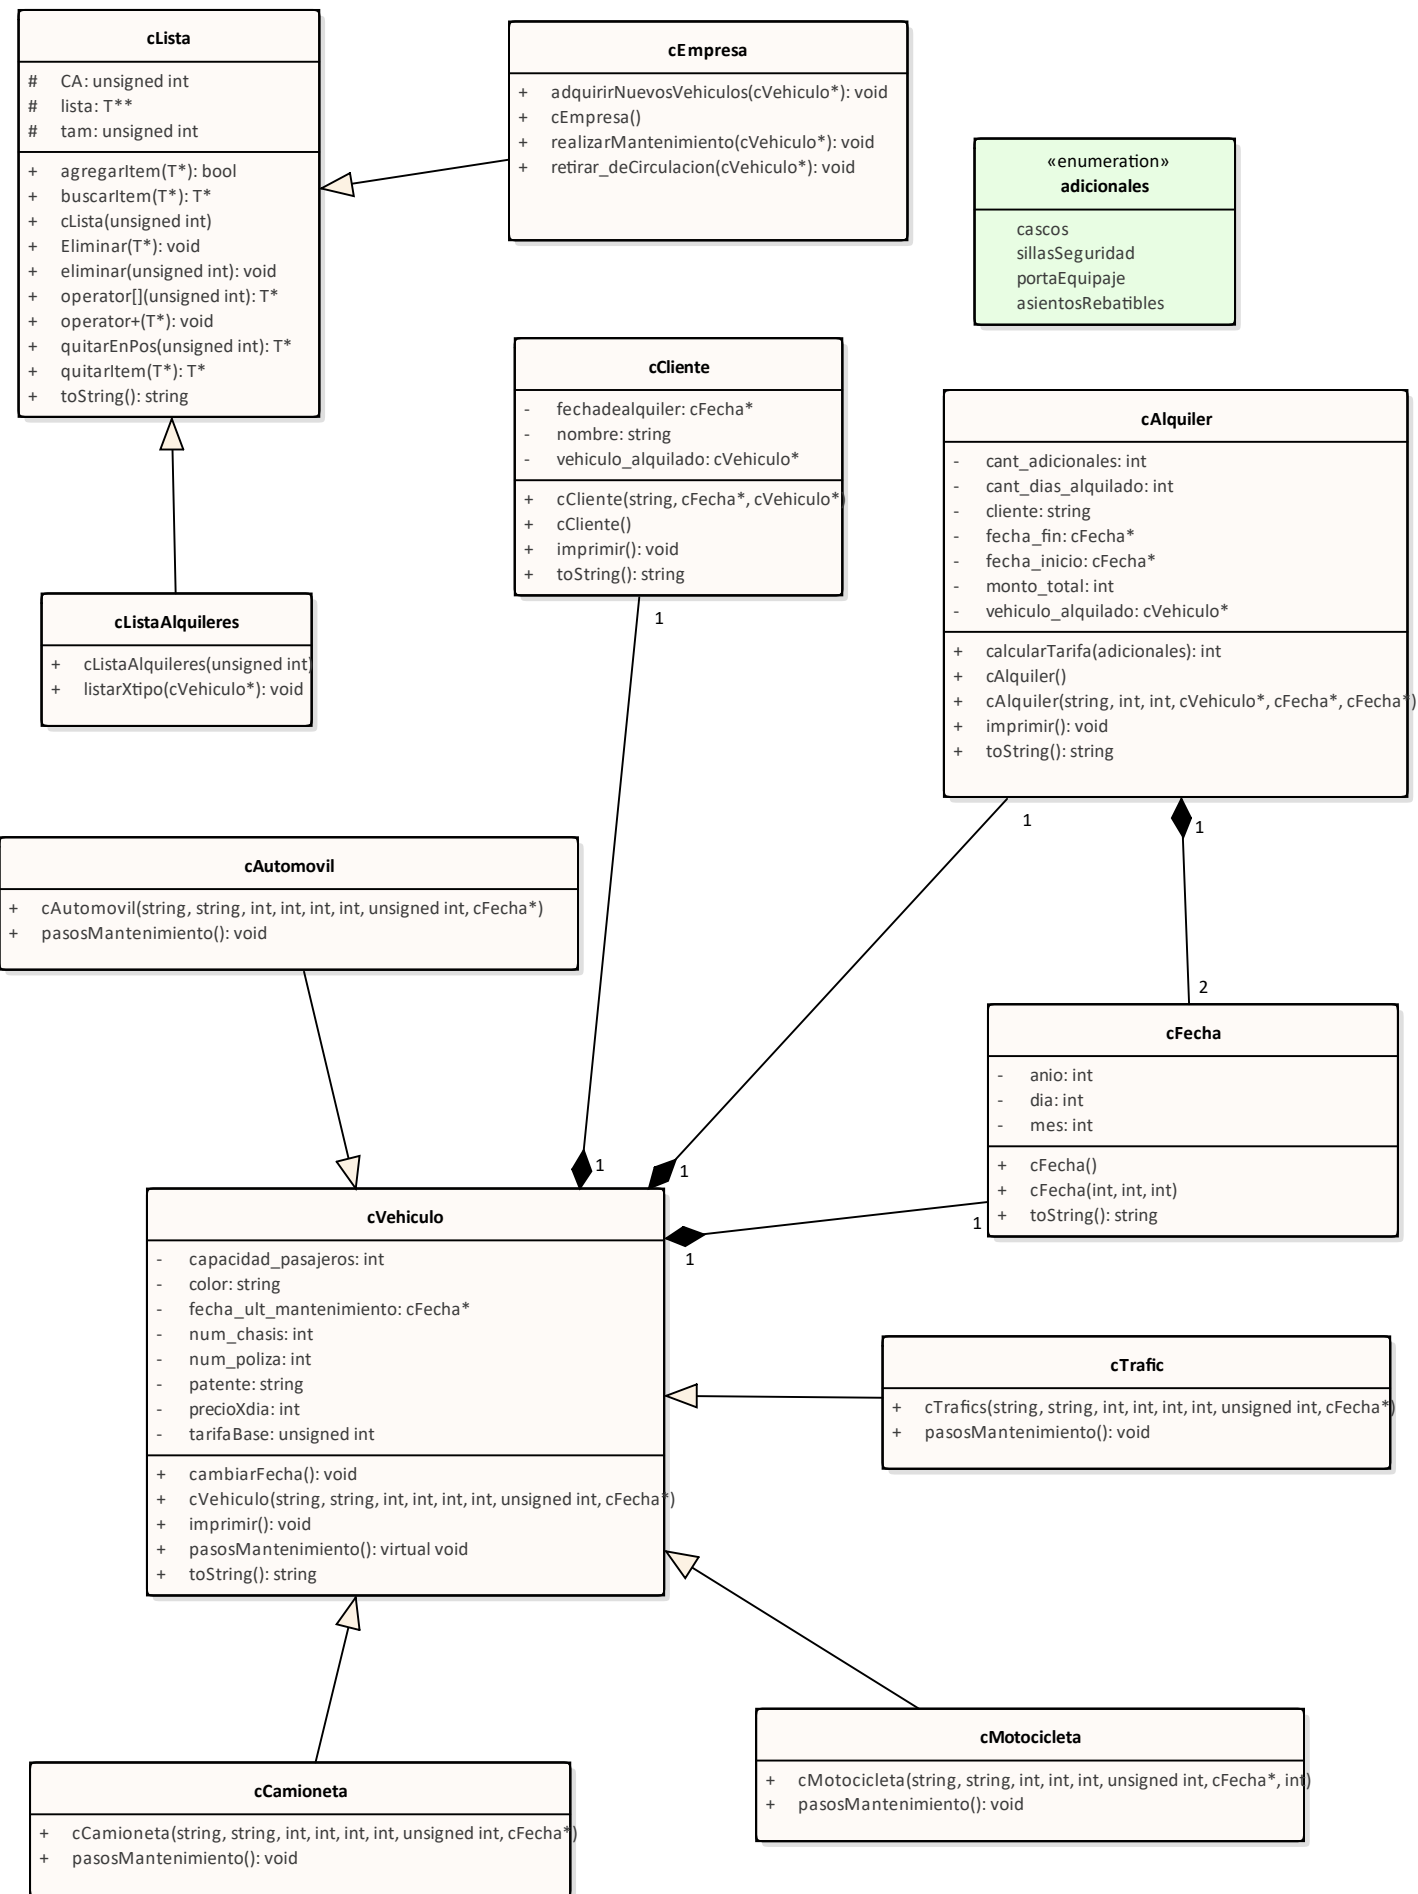 cLista
# CA: unsigned int
# lista: T**
# tam: unsigned int
+ agregarItem(T*): bool
+ buscarItem(T*): T*
+ cLista(unsigned int)
+ Eliminar(T*): void
+ eliminar(unsigned int): void
+ operator[](unsigned int): T*
+ operator+(T*): void
+ quitarEnPos(unsigned int): T*
+ quitarItem(T*): T*
+ toString(): string
cEmpresa
+ adquirirNuevosVehiculos(cVehiculo*): void
+ cEmpresa()
+ realizarMantenimiento(cVehiculo*): void
+ retirar_deCirculacion(cVehiculo*): void
«enumeration»
adicionales
cascos
sillasSeguridad
portaEquipaje
asientosRebatibles
cCliente
- fechadealquiler: cFecha*
- nombre: string
- vehiculo_alquilado: cVehiculo*
+ cCliente(string, cFecha*, cVehiculo*)
+ cCliente()
+ imprimir(): void
+ toString(): string
1
cAlquiler
- cant_adicionales: int
- cant_dias_alquilado: int
- cliente: string
- fecha_fin: cFecha*
- fecha_inicio: cFecha*
- monto_total: int
- vehiculo_alquilado: cVehiculo*
+ calcularTarifa(adicionales): int
+ cAlquiler()
+ cAlquiler(string, int, int, cVehiculo*, cFecha*, cFecha*)
+ imprimir(): void
+ toString(): string
1
1
cListaAlquileres
+ cListaAlquileres(unsigned int)
+ listarXtipo(cVehiculo*): void
cAutomovil
+ cAutomovil(string, string, int, int, int, int, unsigned int, cFecha*)
+ pasosMantenimiento(): void
2
cFecha
- anio: int
- dia: int
- mes: int
+ cFecha()
+ cFecha(int, int, int)
+ toString(): string
1
1
1
1
cVehiculo
- capacidad_pasajeros: int
- color: string
- fecha_ult_mantenimiento: cFecha*
- num_chasis: int
- num_poliza: int
- patente: string
- precioXdia: int
- tarifaBase: unsigned int
+ cambiarFecha(): void
+ cVehiculo(string, string, int, int, int, int, unsigned int, cFecha*)
+ imprimir(): void
+ pasosMantenimiento(): virtual void
+ toString(): string
cTrafic
+ cTrafics(string, string, int, int, int, int, unsigned int, cFecha*)
+ pasosMantenimiento(): void
cMotocicleta
+ cMotocicleta(string, string, int, int, int, unsigned int, cFecha*, int)
+ pasosMantenimiento(): void
cCamioneta
+ cCamioneta(string, string, int, int, int, int, unsigned int, cFecha*)
+ pasosMantenimiento(): void